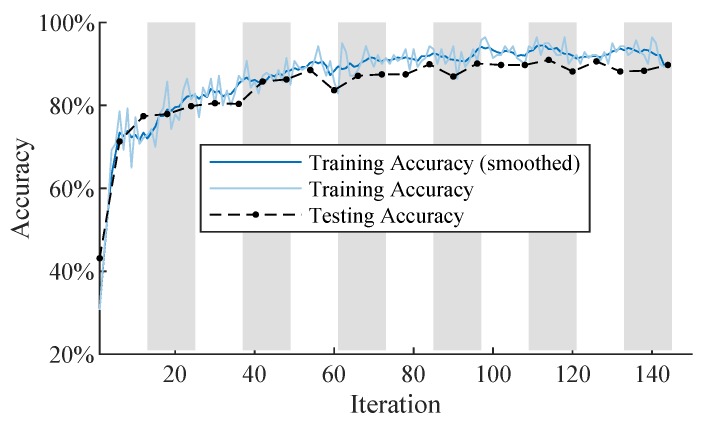 100%
80%
60%
40%
20%
Accuracy
Training Accuracy (smoothed)
Training Accuracy
Testing Accuracy
20 40 60 80 100 120 140
Iteration